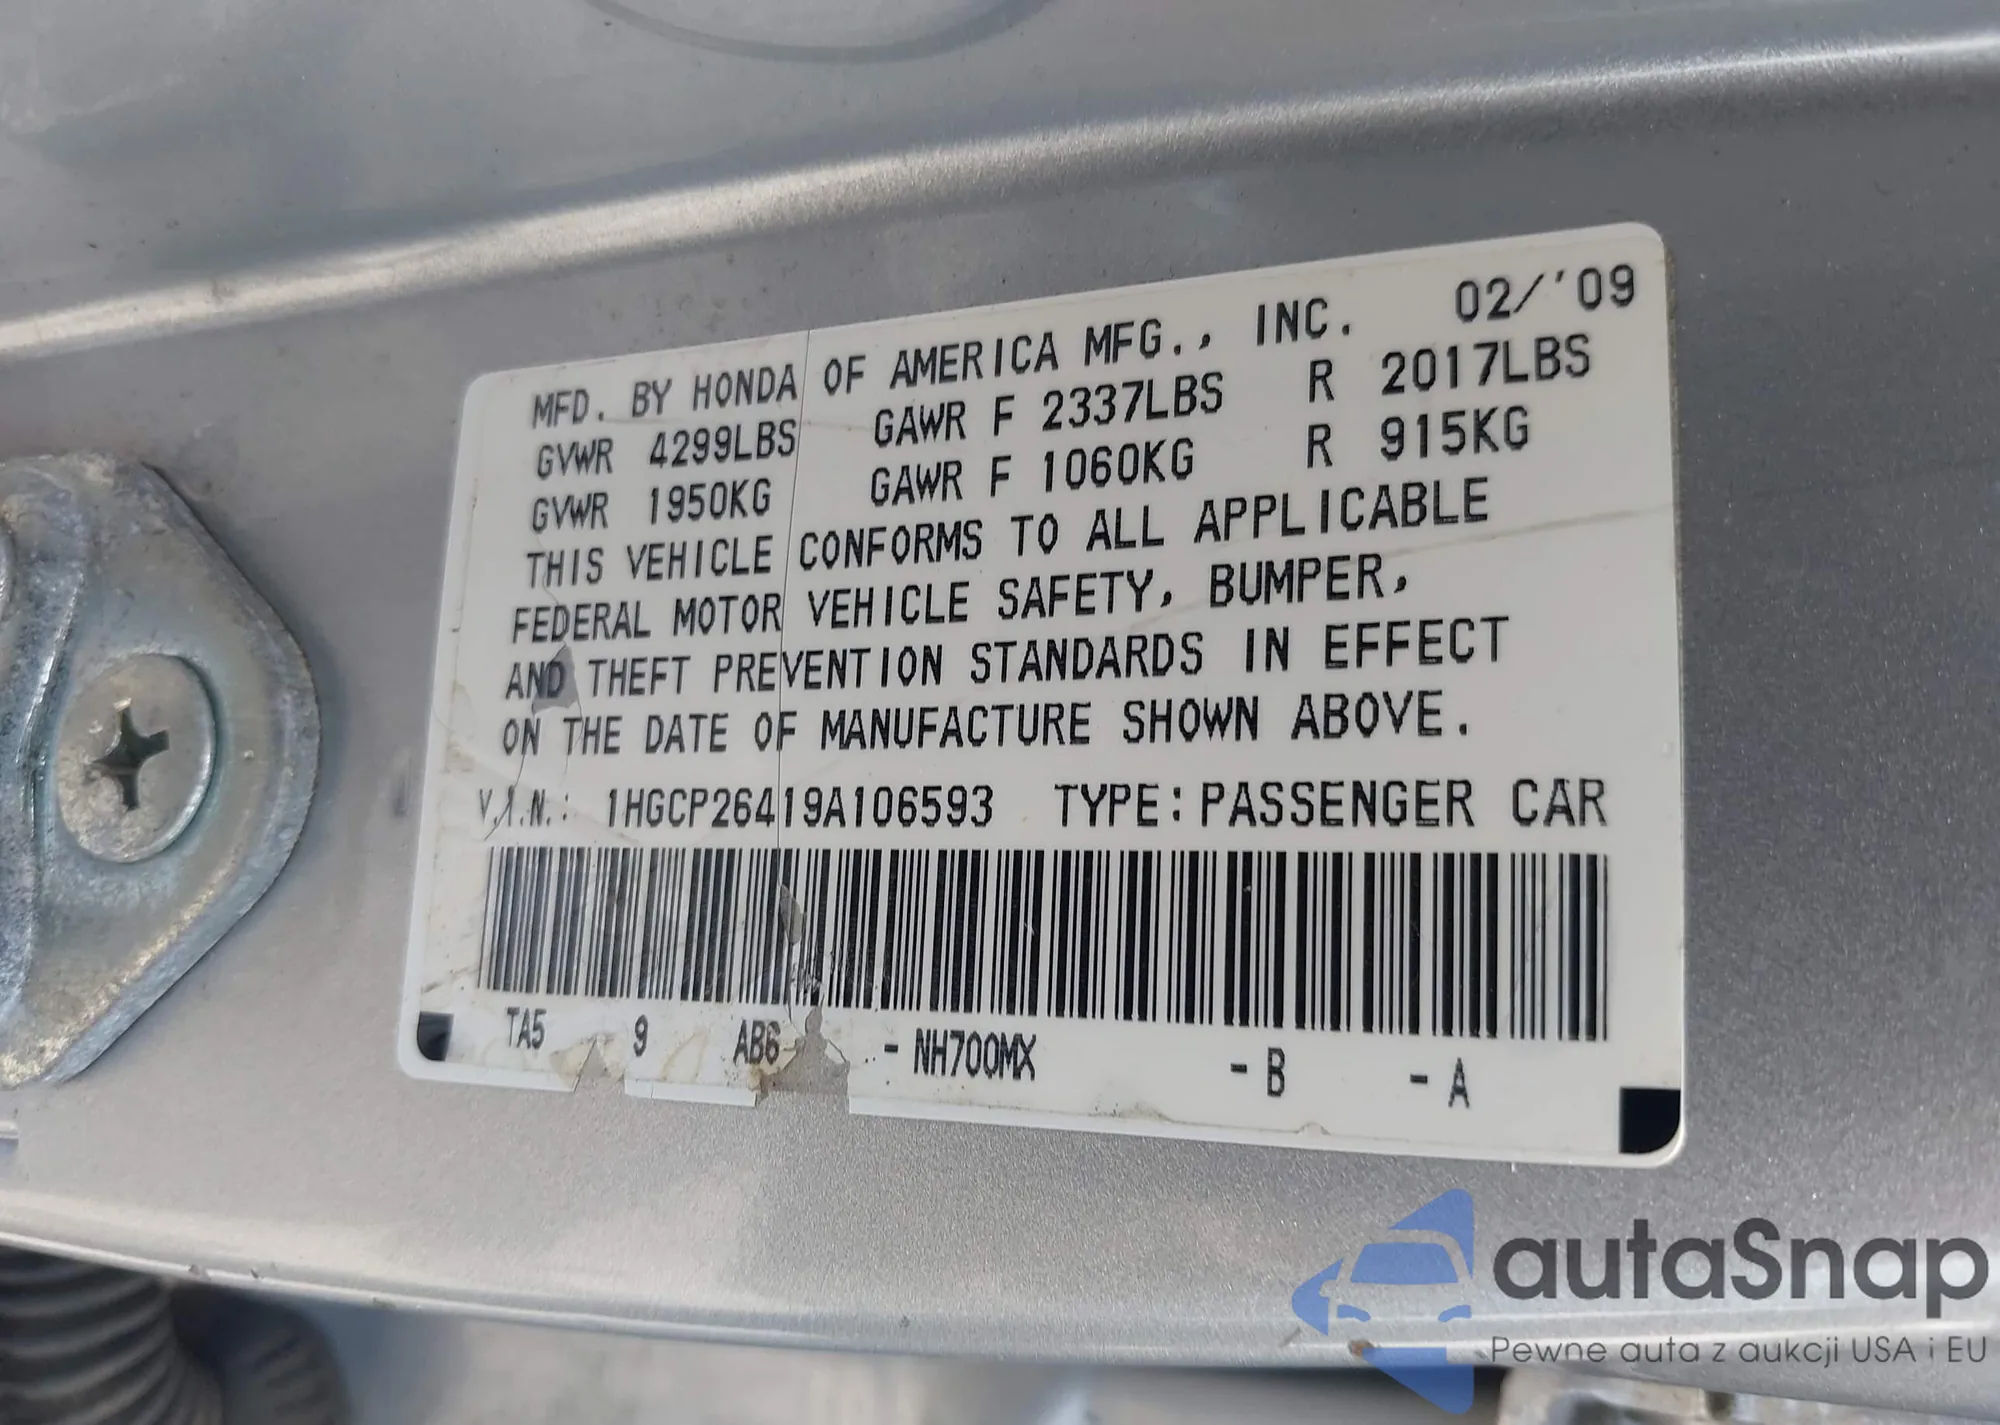 MFD. BY HONDA OF AMERICA MFG., INC. 02/'09
GVWR 4299LBS GAWR F 2337LBS R 2017LBS
GVWR 1950KG GAWR F 1060KG R 915KG
THIS VEHICLE CONFORMS TO ALL APPLICABLE
FEDERAL MOTOR VEHICLE SAFETY, BUMPER,
AND THEFT PREVENTION STANDARDS IN EFFECT
ON THE DATE OF MANUFACTURE SHOWN ABOVE.
V.I.N.: 1HGCP26419A106593 TYPE: PASSENGER CAR
TA5 9 AB6 - NH700MX - B - A
autaSnap
Pewne auta z aukcji USA i EU